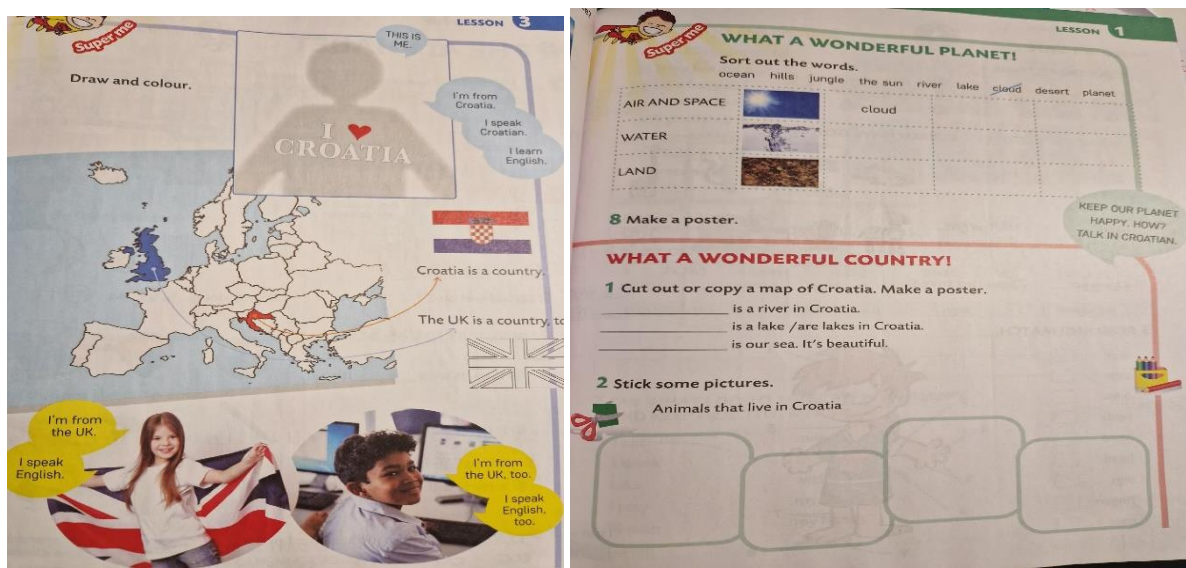 LESSON 3
Super me
THIS IS
ME.
Draw and colour.
I'm from
Croatia.
I speak
Croatian.
I learn
English.
I ❤
CROATIA
Croatia is a country.
The UK is a country, to
I'm from
the UK.
I speak
English.
I'm from
the UK, too.
I speak
English,
too.
LESSON 1
Super me
WHAT A WONDERFUL PLANET!
Sort out the words.
ocean hills jungle the sun river lake cloud desert planet
AIR AND SPACE cloud
WATER
LAND
8 Make a poster.
KEEP OUR PLANET
HAPPY. HOW?
TALK IN CROATIAN.
WHAT A WONDERFUL COUNTRY!
1 Cut out or copy a map of Croatia. Make a poster.
is a river in Croatia.
is a lake /are lakes in Croatia.
is our sea. It's beautiful.
2 Stick some pictures.
Animals that live in Croatia